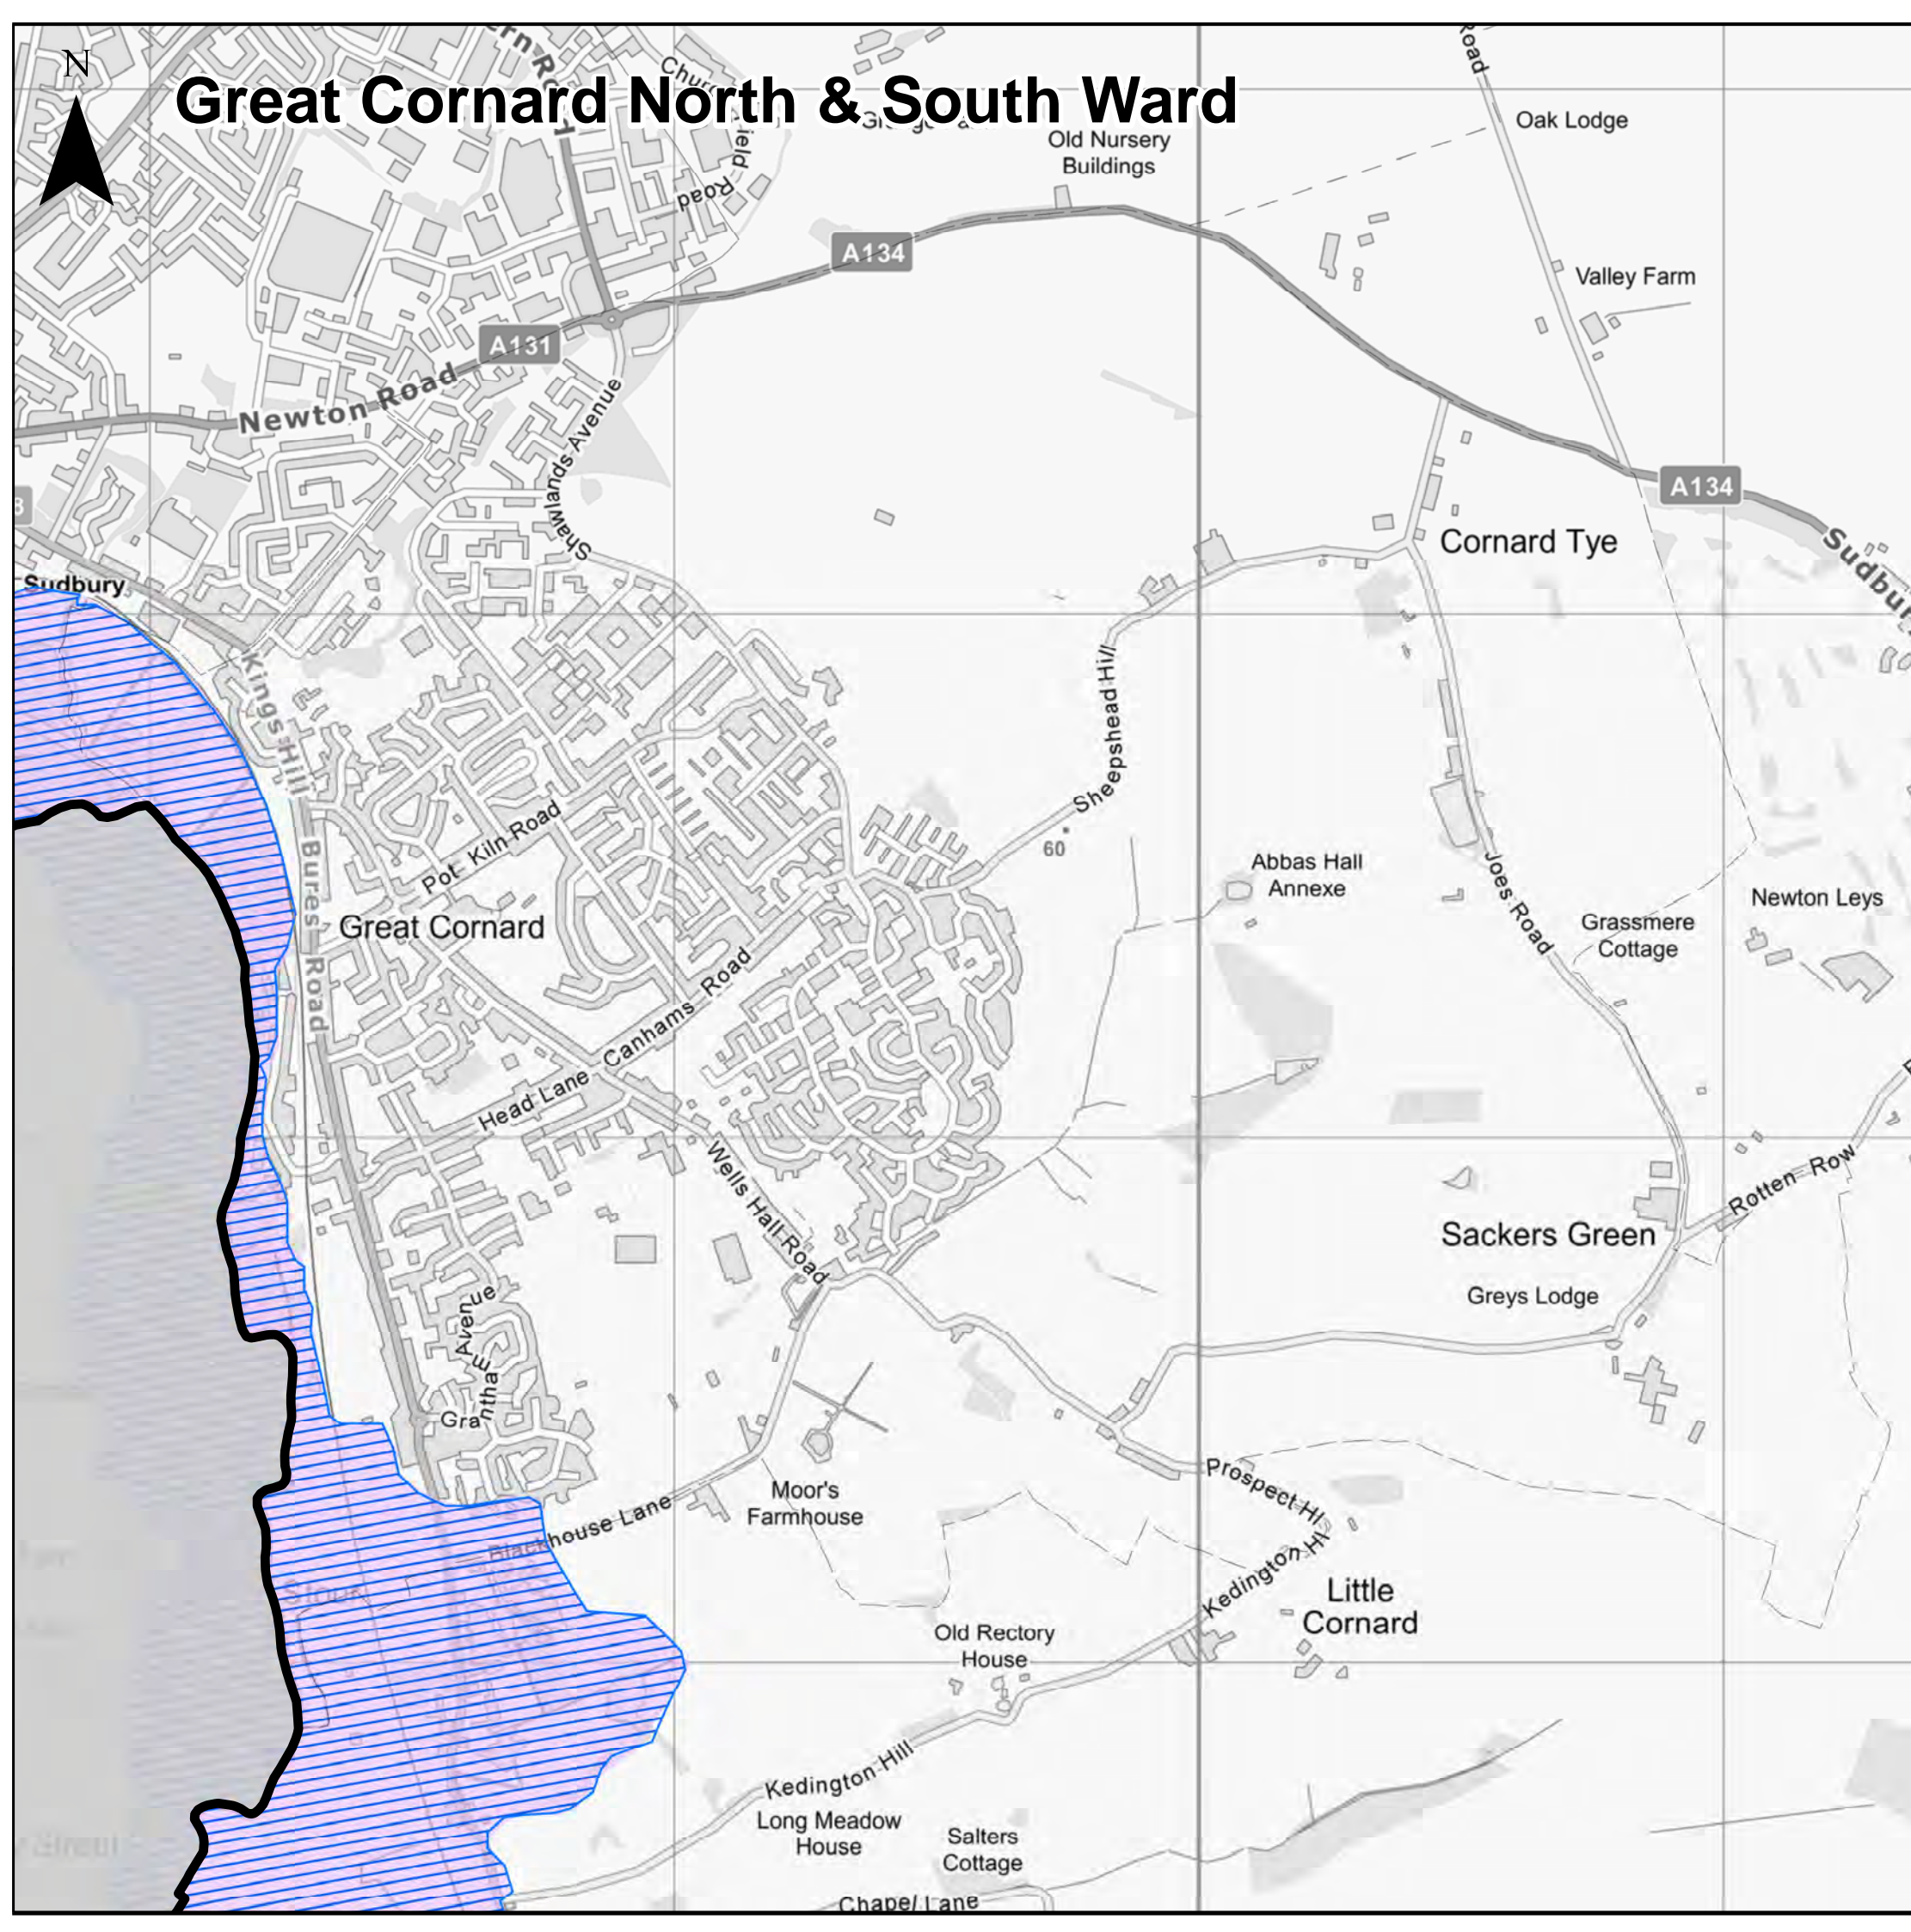 N
Great Cornard North & South Ward
Road
Road
Oak Lodge
Old Nursery
Buildings
A134
Valley Farm
A131
Newton Road
Shawlands Avenue
A134
Cornard Tye
Sudbury
Kings Hill
Sheepshead Hill
60
Pot Kiln Road
Bures Road
Great Cornard
Abbas Hall
Annexe
Joes Road
Newton Leys
Grassmere
Cottage
Canhams Road
Head Lane
Wells Hall Road
Rotten Row
Sackers Green
Greys Lodge
Grantham Avenue
Moor's
Farmhouse
Blackhouse Lane
Prospect Hl
Kedington Hl
Stour
Little
Cornard
Old Rectory
House
Kedington Hill
Long Meadow
House
Salters
Cottage
Chapel Lane